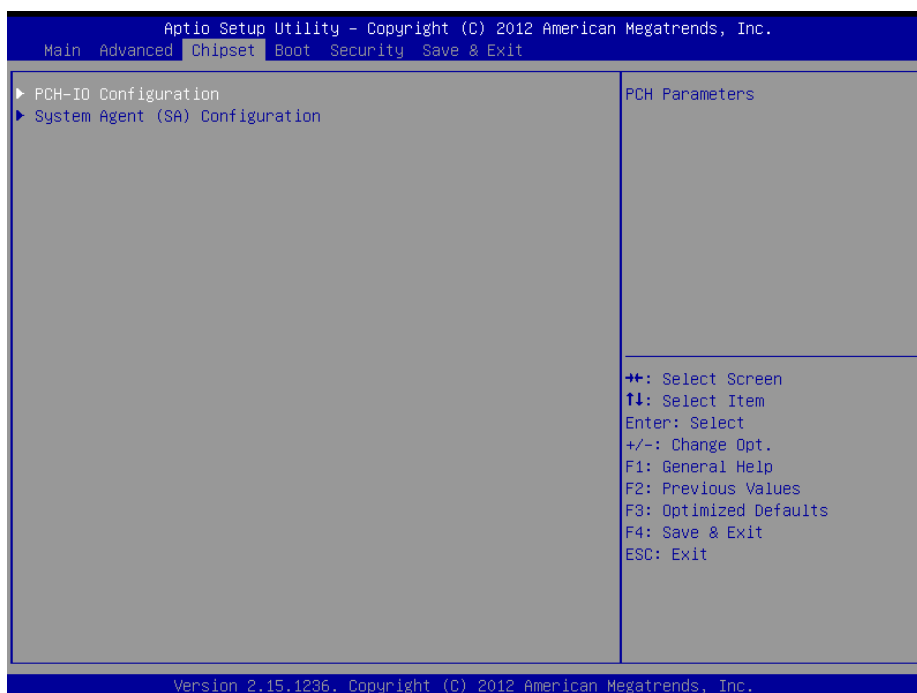 Aptio Setup Utility – Copyright (C) 2012 American Megatrends, Inc.
Main Advanced Chipset Boot Security Save & Exit
▶ PCH-IO Configuration
▶ System Agent (SA) Configuration
PCH Parameters
→←: Select Screen
↑↓: Select Item
Enter: Select
+/-: Change Opt.
F1: General Help
F2: Previous Values
F3: Optimized Defaults
F4: Save & Exit
ESC: Exit
Version 2.15.1236. Copyright (C) 2012 American Megatrends, Inc.